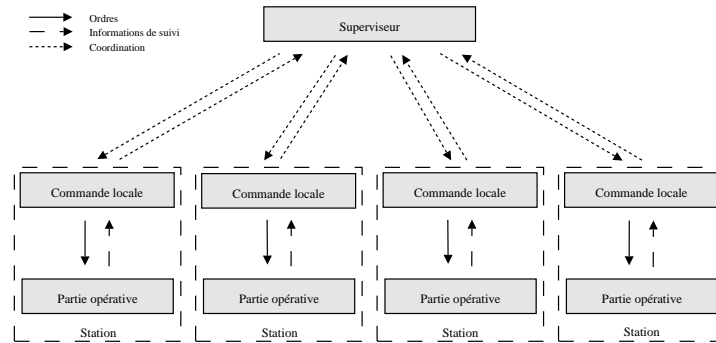 Ordres
Informations de suivi
Coordination
Superviseur
Commande locale
Commande locale
Commande locale
Commande locale
Partie opérative
Partie opérative
Partie opérative
Partie opérative
Station
Station
Station
Station